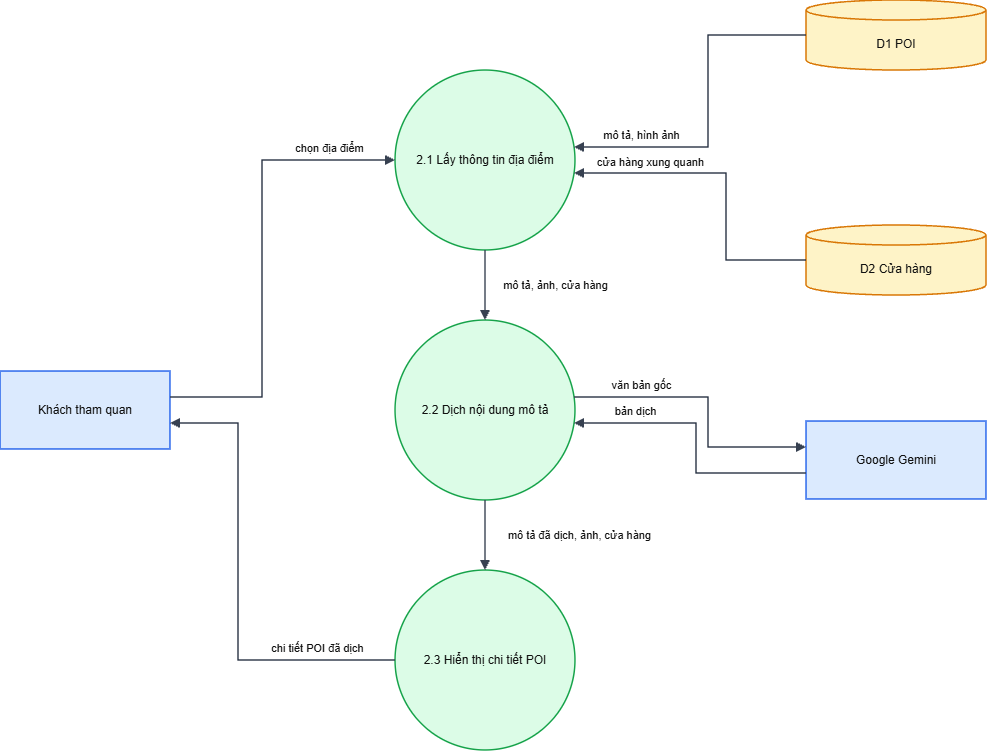 D1 POI
mô tả, hình ảnh
chọn địa điểm
2.1 Lấy thông tin địa điểm
cửa hàng xung quanh
D2 Cửa hàng
mô tả, ảnh, cửa hàng
văn bản gốc
Khách tham quan
2.2 Dịch nội dung mô tả
bản dịch
Google Gemini
mô tả đã dịch, ảnh, cửa hàng
chi tiết POI đã dịch
2.3 Hiển thị chi tiết POI